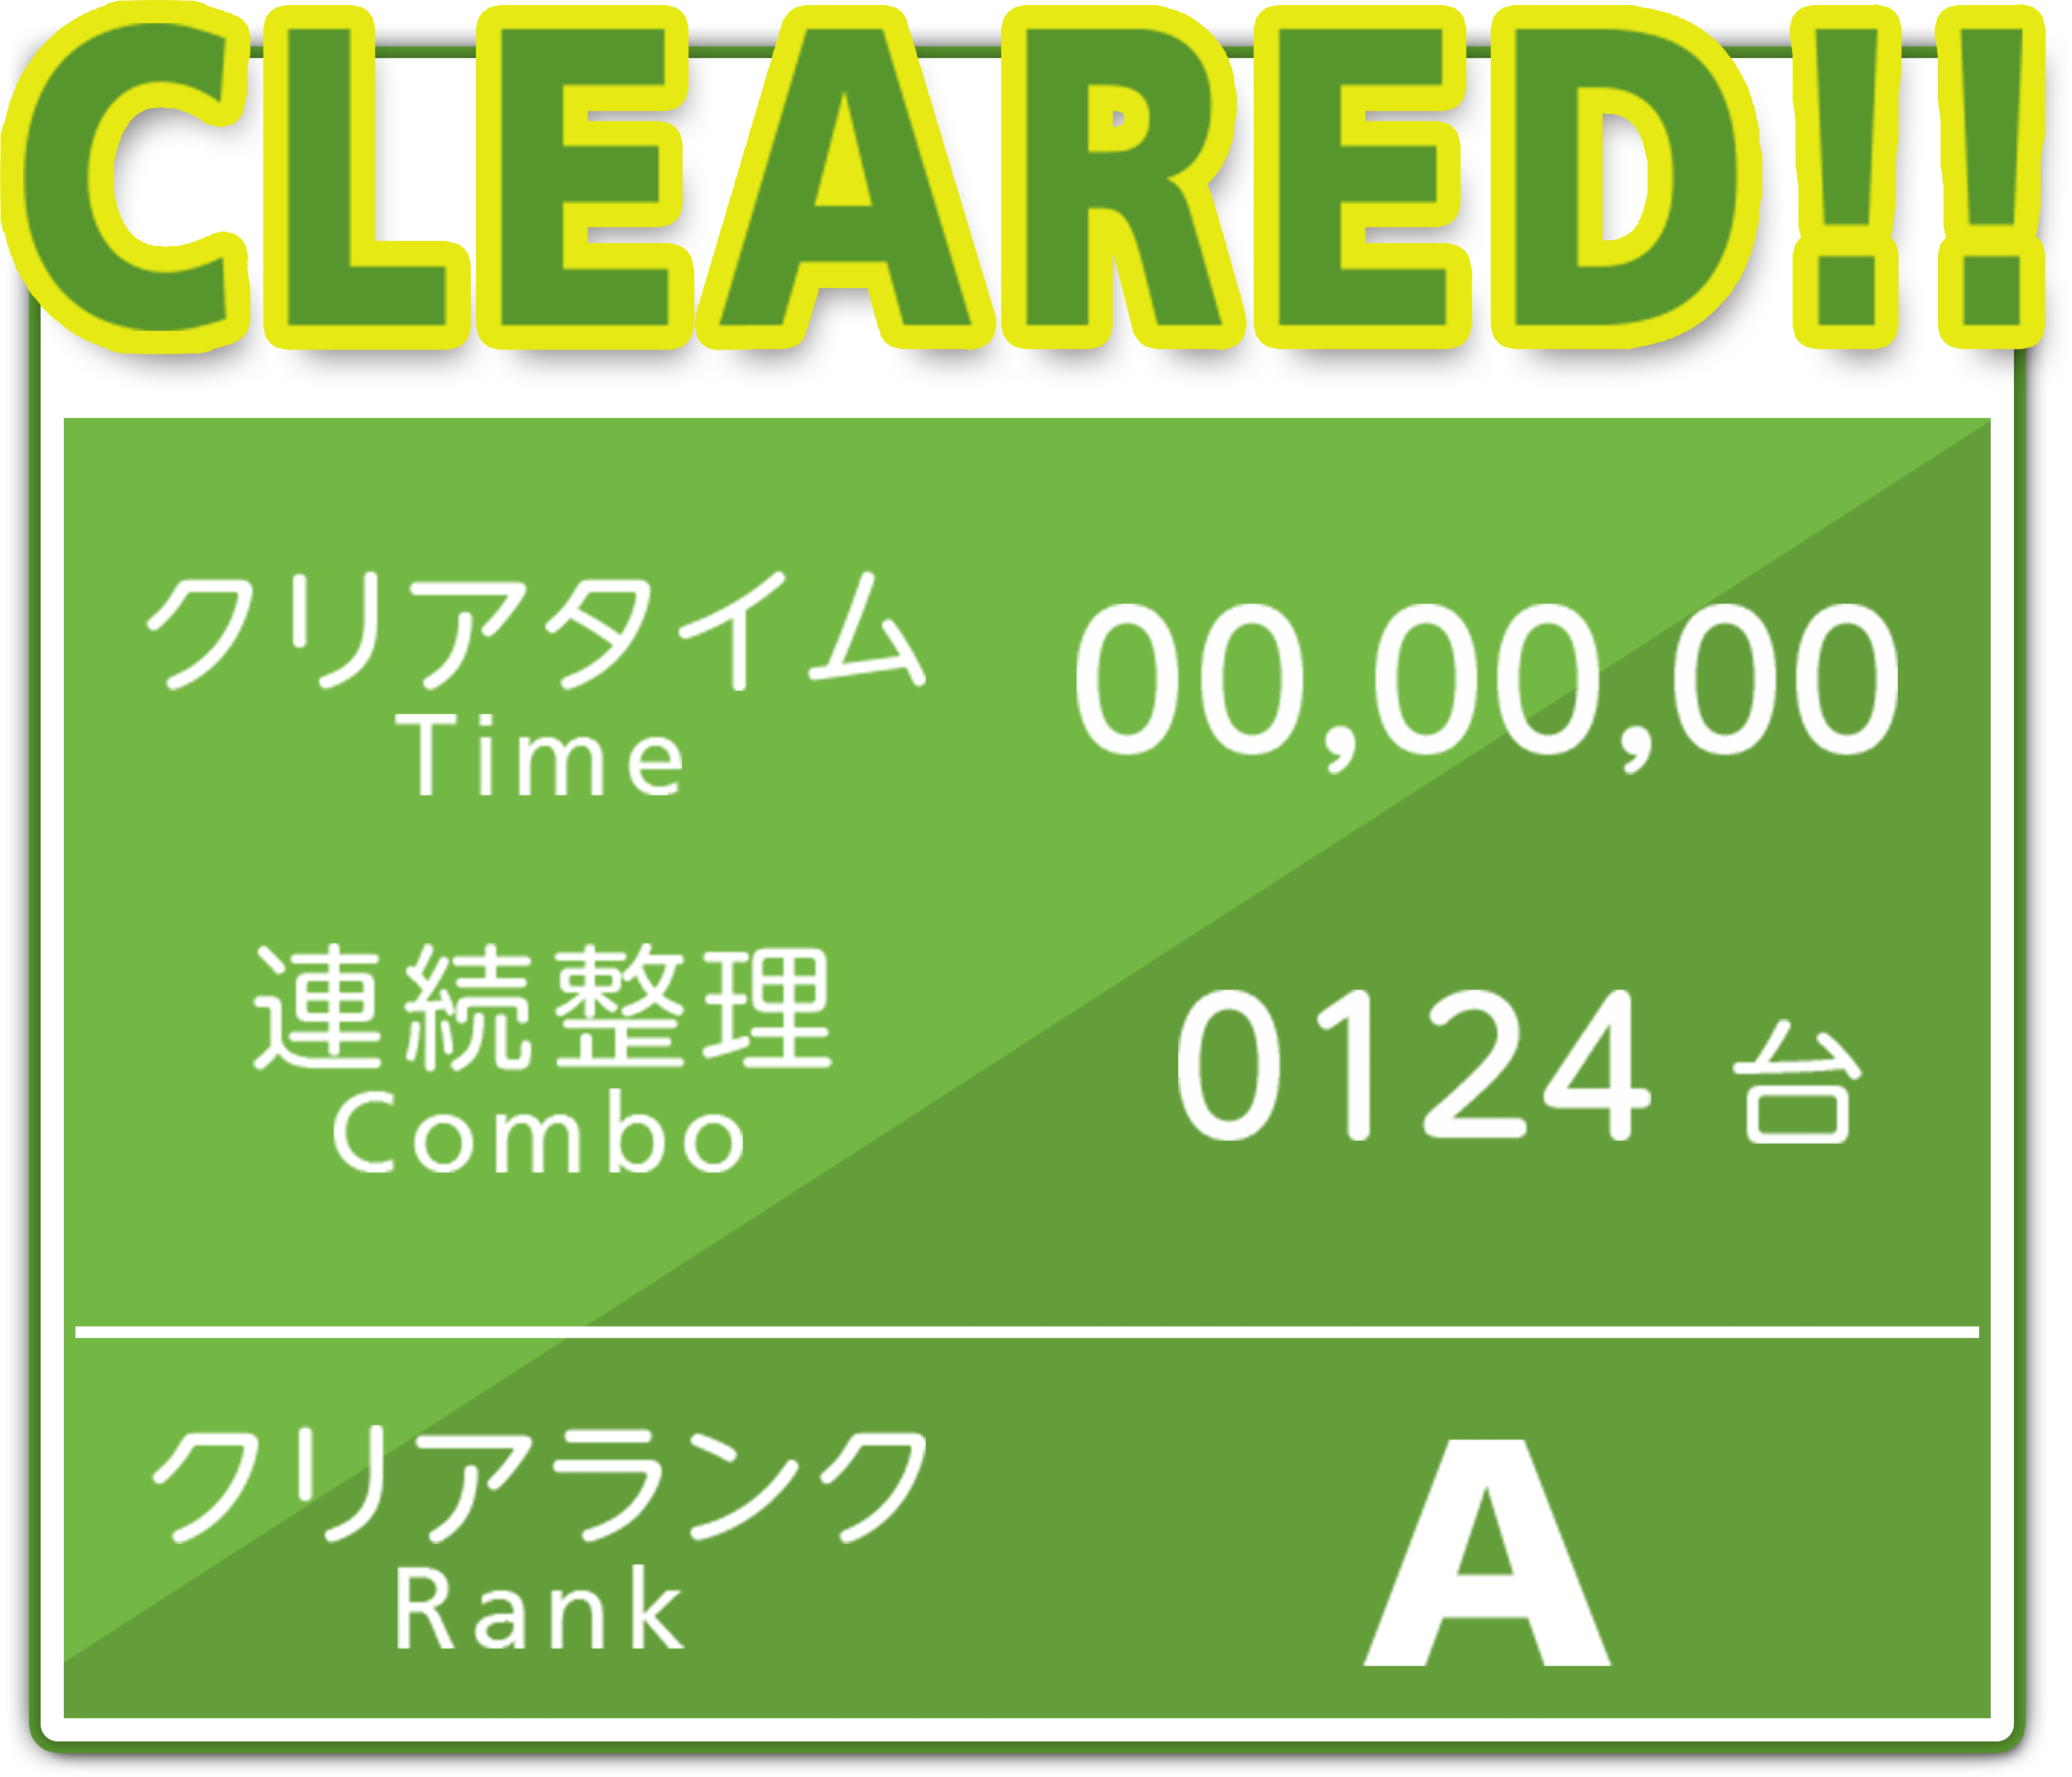 CLEARED!!
クリアタイム
Time
00,00,00
連続整理
Combo
0124 台
クリアランク
Rank
A